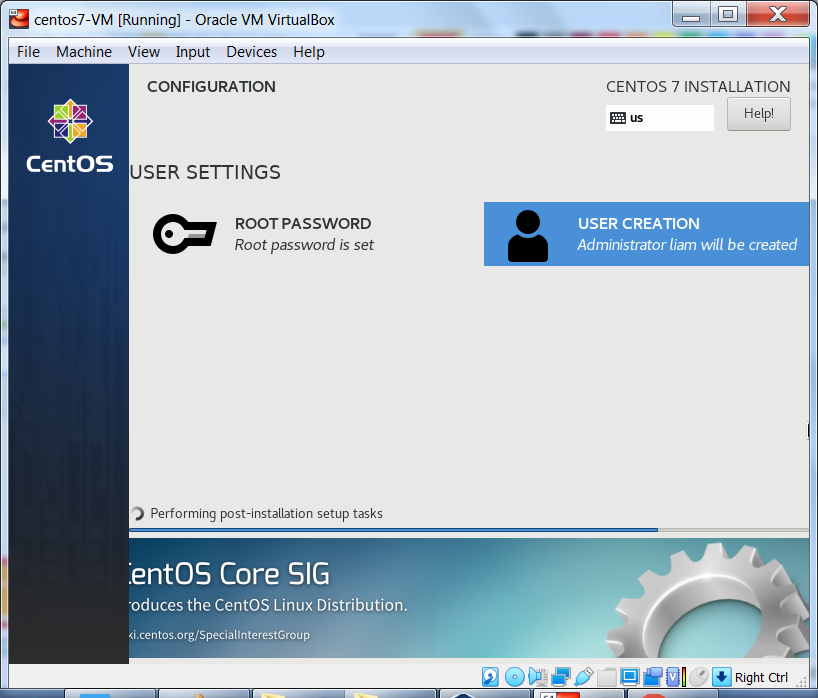 centos7-VM [Running] - Oracle VM VirtualBox
File Machine View Input Devices Help
CONFIGURATION
CENTOS 7 INSTALLATION
us
Help!
CentOS
USER SETTINGS
ROOT PASSWORD
Root password is set
USER CREATION
Administrator liam will be created
Performing post-installation setup tasks
CentOS Core SIG
roduces the CentOS Linux Distribution.
ki.centos.org/SpecialInterestGroup
Right Ctrl